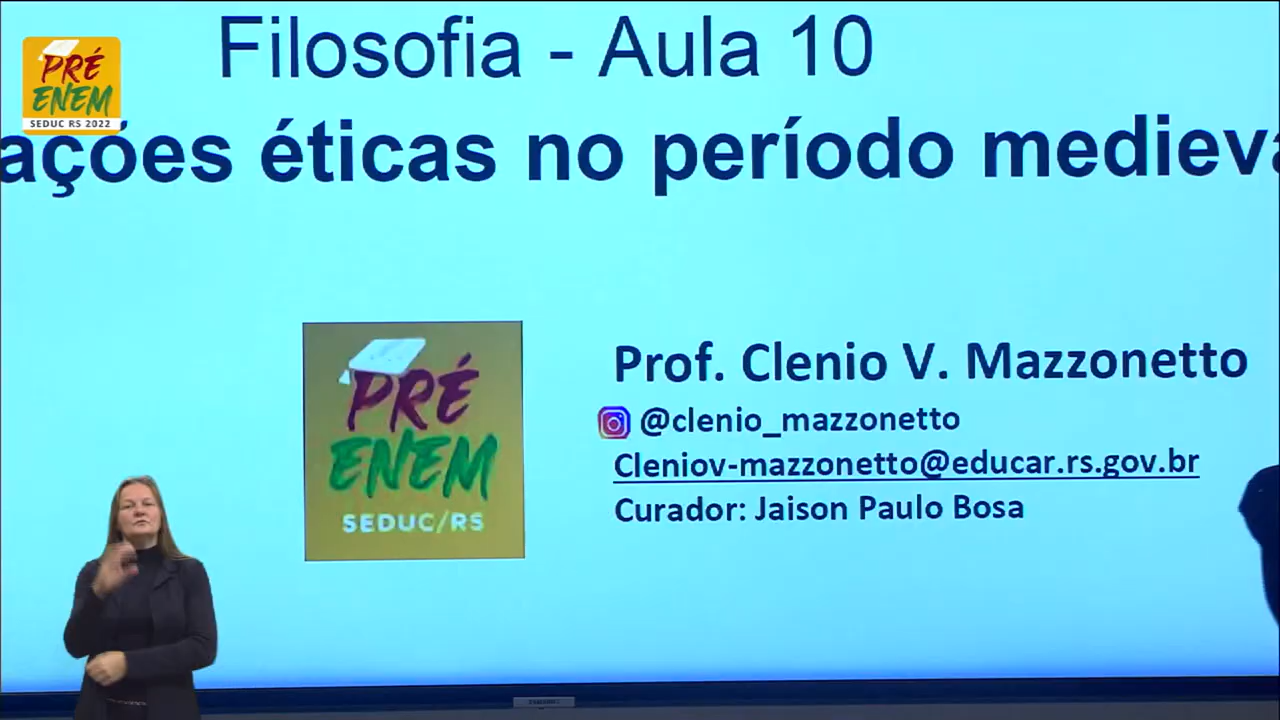 Filosofia - Aula 10
PRÉ
ENEM
SEDUC RS 2022
ações éticas no período medieva
PRÉ
ENEM
SEDUC/RS
Prof. Clenio V. Mazzonetto
@clenio_mazzonetto
Cleniov-mazzonetto@educar.rs.gov.br
Curador: Jaison Paulo Bosa